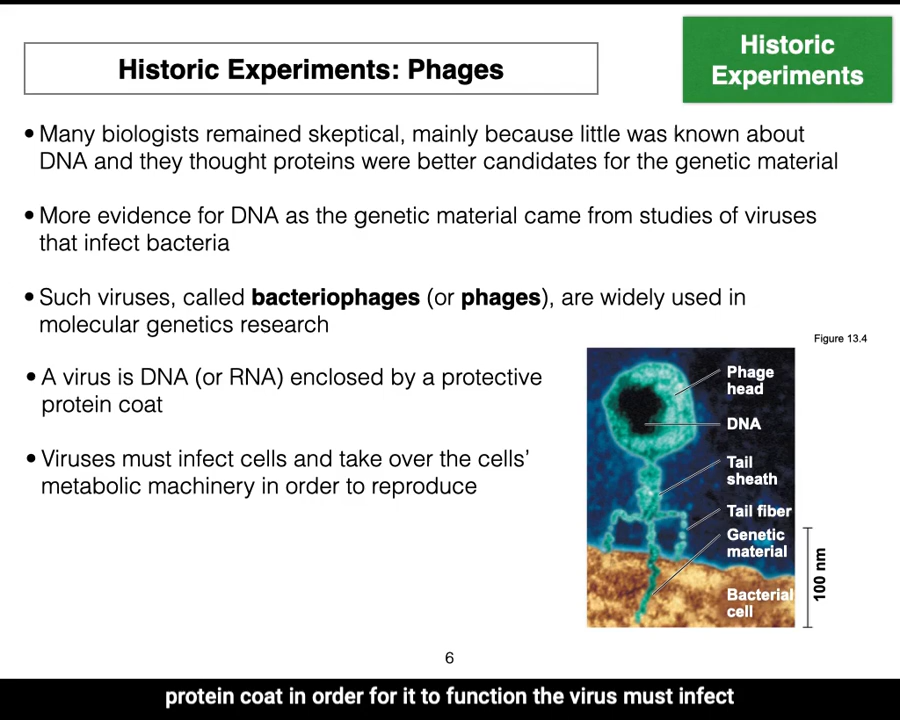 Historic Experiments: Phages
Historic
Experiments
• Many biologists remained skeptical, mainly because little was known about
DNA and they thought proteins were better candidates for the genetic material
• More evidence for DNA as the genetic material came from studies of viruses
that infect bacteria
• Such viruses, called bacteriophages (or phages), are widely used in
molecular genetics research
• A virus is DNA (or RNA) enclosed by a protective
protein coat
• Viruses must infect cells and take over the cells’
metabolic machinery in order to reproduce
Figure 13.4
Phage
head
DNA
Tail
sheath
Tail fiber
Genetic
material
Bacterial
cell
100 nm
6
protein coat in order for it to function the virus must infect